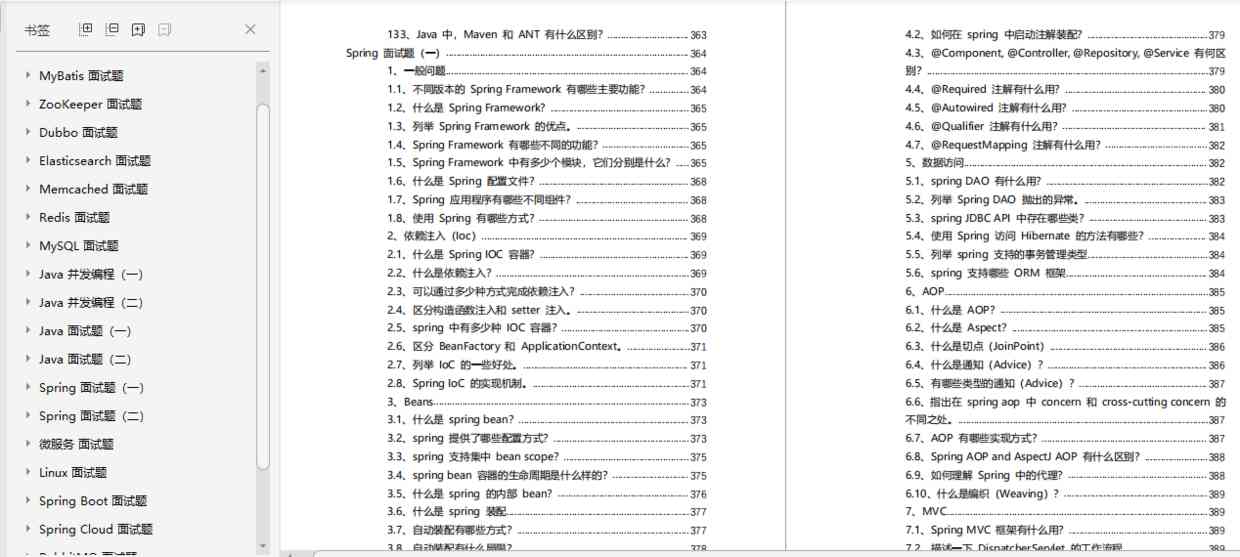 书签
MyBatis 面试题
ZooKeeper 面试题
Dubbo 面试题
Elasticsearch 面试题
Memcached 面试题
Redis 面试题
MySQL 面试题
Java 并发编程（一）
Java 并发编程（二）
Java 面试题（一）
Java 面试题（二）
Spring 面试题（一）
Spring 面试题（二）
微服务 面试题
Linux 面试题
Spring Boot 面试题
Spring Cloud 面试题
RabbitMQ 面试题
133、Java 中，Maven 和 ANT 有什么区别？ 363
Spring 面试题（一） 364
1、一般问题 364
1.1、不同版本的 Spring Framework 有哪些主要功能？ 364
1.2、什么是 Spring Framework? 365
1.3、列举 Spring Framework 的优点。 365
1.4、Spring Framework 有哪些不同的功能？ 365
1.5、Spring Framework 中有多少个模块，它们分别是什么？ 365
1.6、什么是 Spring 配置文件？ 368
1.7、Spring 应用程序有哪些不同组件？ 368
1.8、使用 Spring 有哪些方式？ 368
2、依赖注入（Ioc） 369
2.1、什么是 Spring IOC 容器？ 369
2.2、什么是依赖注入？ 369
2.3、可以通过多少种方式完成依赖注入？ 370
2.4、区分构造函数注入和 setter 注入。 370
2.5、spring 中有多少种 IOC 容器？ 370
2.6、区分 BeanFactory 和 ApplicationContext。 371
2.7、列举 IoC 的一些好处。 371
2.8、Spring IoC 的实现机制。 371
3、Beans 373
3.1、什么是 spring bean? 373
3.2、spring 提供了哪些配置方式？ 373
3.3、spring 支持集中 bean scope? 375
3.4、spring bean 容器的生命周期是什么样的？ 375
3.5、什么是 spring 的内部 bean? 376
3.6、什么是 spring 装配 377
3.7、自动装配有哪些方式？ 377
3.8、自动装配有什么局限？ 378
4.2、如何在 spring 中启动注解装配？ 379
4.3、@Component, @Controller, @Repository, @Service 有何区
别？ 379
4.4、@Required 注解有什么用？ 380
4.5、@Autowired 注解有什么用？ 380
4.6、@Qualifier 注解有什么用？ 381
4.7、@RequestMapping 注解有什么用？ 382
5、数据访问 382
5.1、spring DAO 有什么用？ 382
5.2、列举 Spring DAO 抛出的异常。 383
5.3、spring JDBC API 中存在哪些类？ 383
5.4、使用 Spring 访问 Hibernate 的方法有哪些？ 384
5.5、列举 spring 支持的事务管理类型 384
5.6、spring 支持哪些 ORM 框架 384
6、AOP 385
6.1、什么是 AOP? 385
6.2、什么是 Aspect? 385
6.3、什么是切点（JoinPoint） 386
6.4、什么是通知（Advice）？ 386
6.5、有哪些类型的通知（Advice）？ 387
6.6、指出在 spring aop 中 concern 和 cross-cutting concern 的
不同之处。 387
6.7、AOP 有哪些实现方式？ 387
6.8、Spring AOP and AspectJ AOP 有什么区别？ 388
6.9、如何理解 Spring 中的代理？ 388
6.10、什么是编织（Weaving）？ 389
7、MVC 389
7.1、Spring MVC 框架有什么用？ 389
7.2、描述一下 DispatcherServlet 的工作流程 389